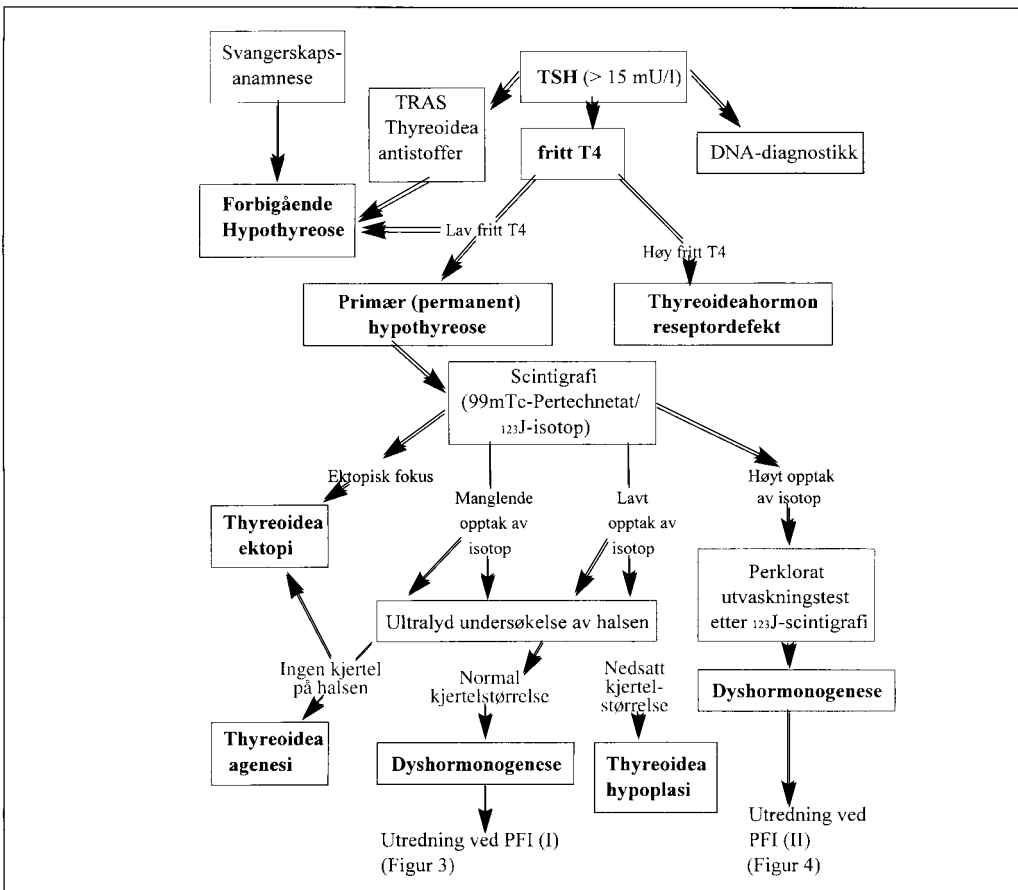 Svangerskaps-
anamnese
TSH (> 15 mU/l)
TRAS
Thyreoidea
antistoffer
fritt T4
DNA-diagnostikk
Forbigående
Hypothyreose
Lav fritt T4
Høy fritt T4
Primær (permanent)
hypothyreose
Thyreoideahormon
reseptordefekt
Scintigrafi
(99mTc-Pertechnetat/
123J-isotop)
Ektopisk fokus
Manglende
opptak av
isotop
Lavt
opptak av
isotop
Høyt opptak
av isotop
Thyreoidea
ektopi
Perklorat
utvaskningstest
etter 123J-scintigrafi
Ultralyd undersøkelse av halsen
Ingen kjertel
på halsen
Normal
kjertelstørrelse
Nedsatt
kjertel-
størrelse
Dyshormonogenese
Thyreoidea
agenesi
Dyshormonogenese
Thyreoidea
hypoplasi
Utredning ved PFI (I)
(Figur 3)
Utredning ved
PFI (II)
(Figur 4)